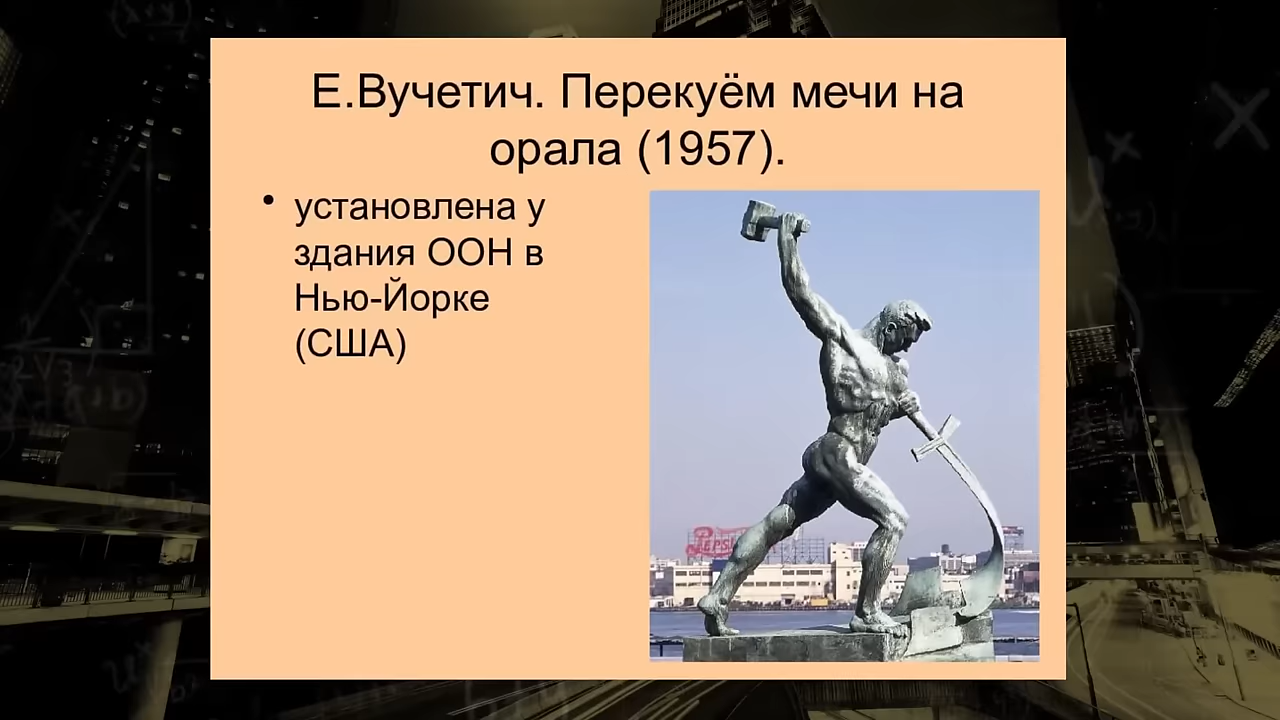 Е.Вучетич. Перекуём мечи на
орала (1957).
• установлена у
здания ООН в
Нью-Йорке
(США)